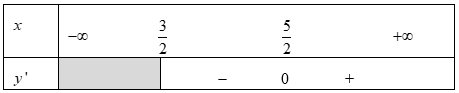 x −∞ 3/2 5/2 +∞
y' − 0 +